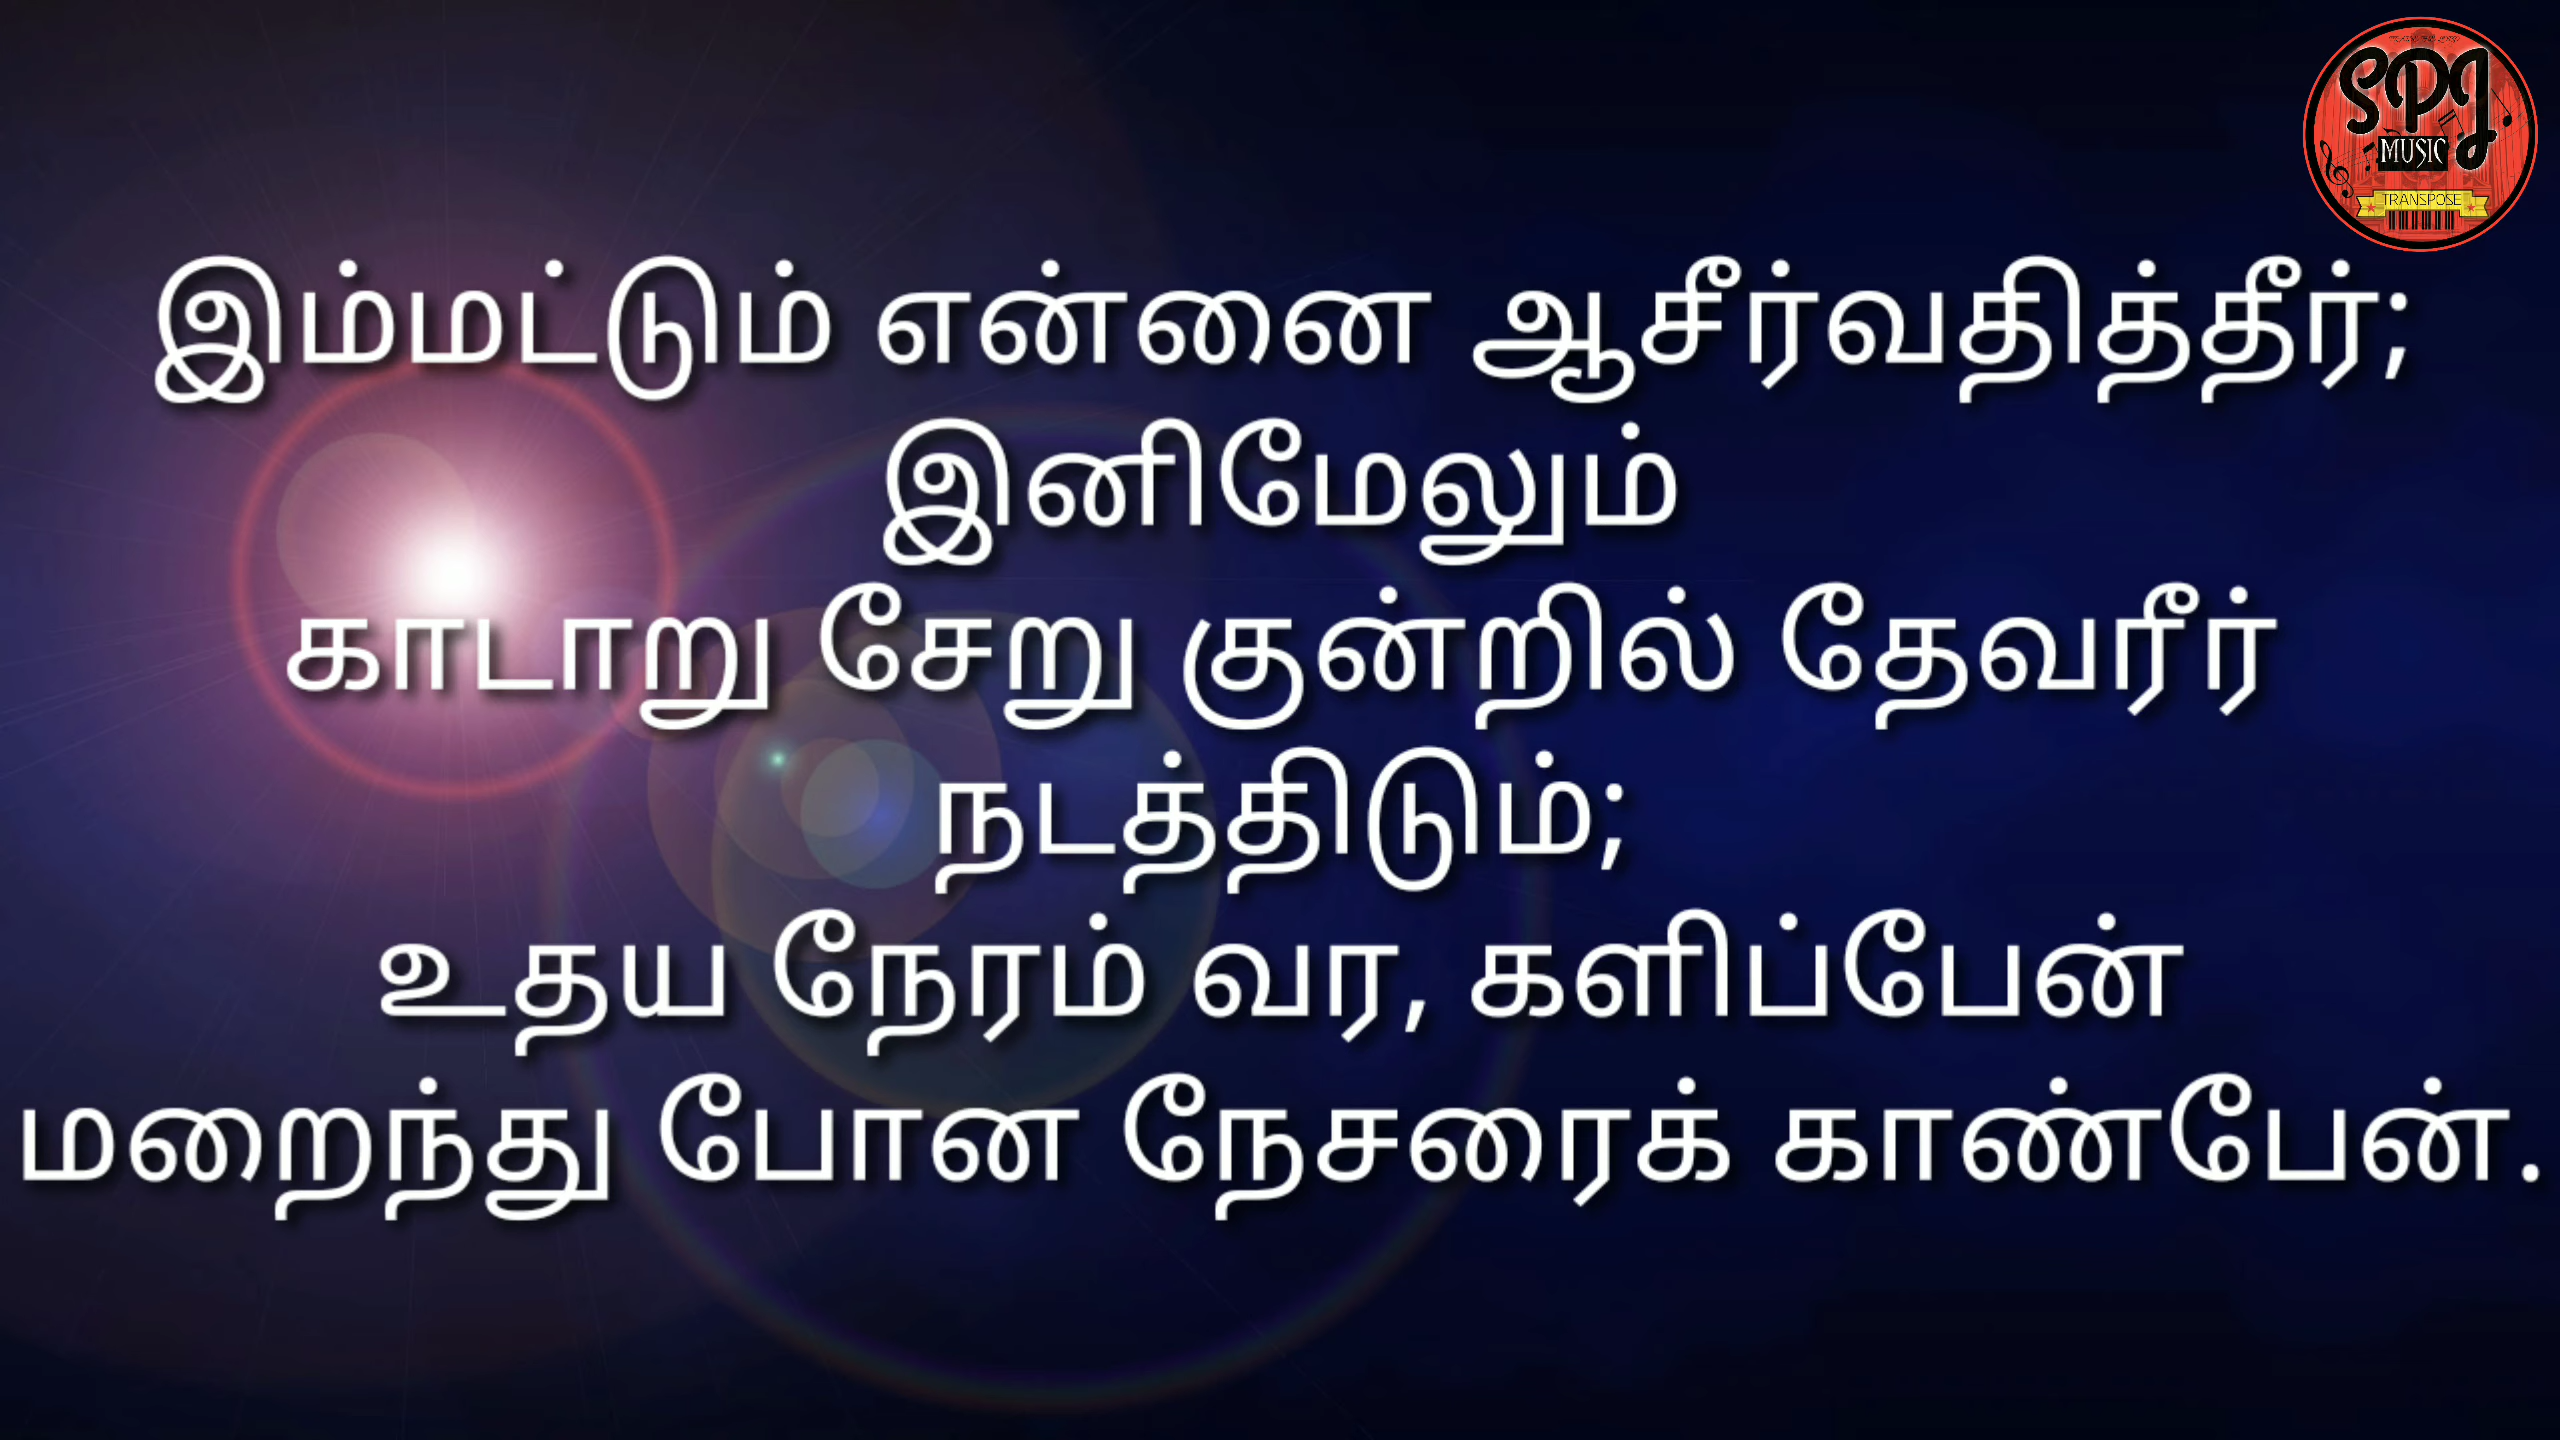 SPJ
MUSIC
TRANSPOSE
இம்மட்டும் என்னை ஆசீர்வதித்தீர்;
இனிமேலும்
காடாறு சேறு குன்றில் தேவரீர்
நடத்திடும்;
உதய நேரம் வர, களிப்பேன்
மறைந்து போன நேசரைக் காண்பேன்.